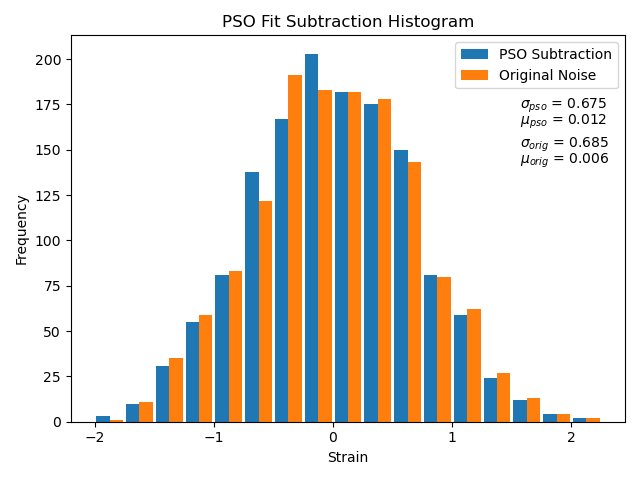 PSO Fit Subtraction Histogram
PSO Subtraction
Original Noise
σpso = 0.675
μpso = 0.012
σorig = 0.685
μorig = 0.006
Frequency
200
175
150
125
100
75
50
25
0
−2 −1 0 1 2
Strain